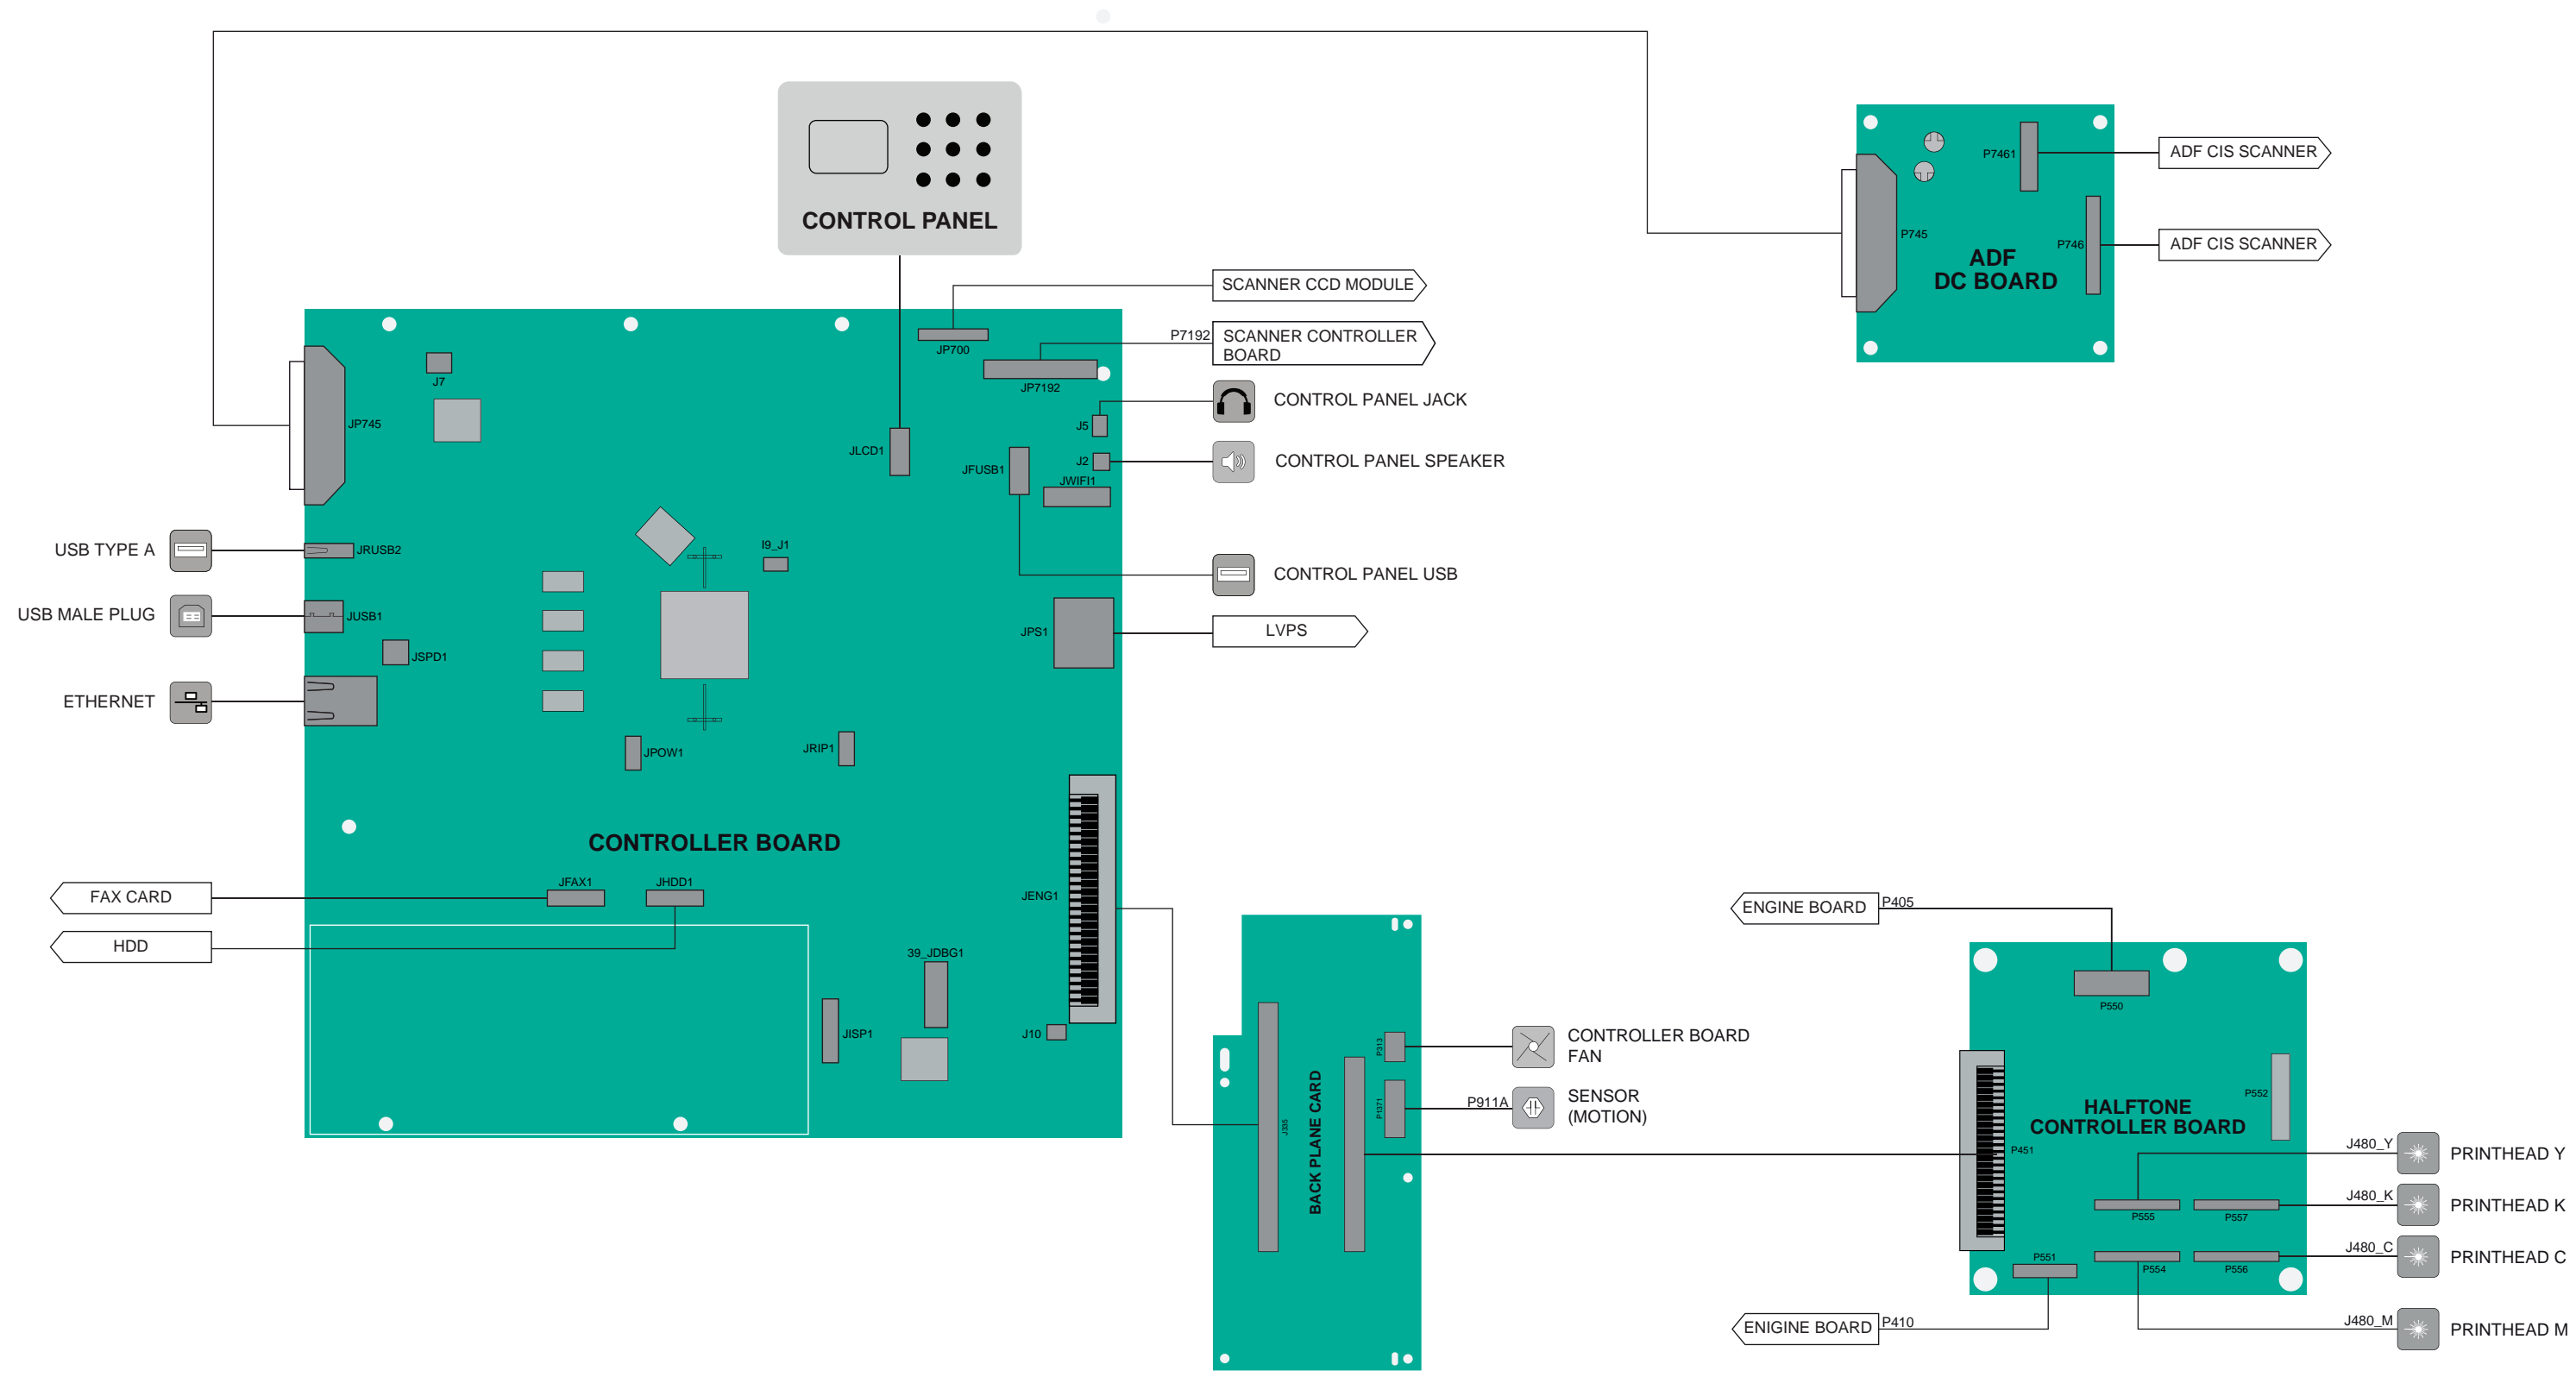 CONTROL PANEL
P7461
ADF CIS SCANNER
P745
P746
ADF CIS SCANNER
ADF
DC BOARD
SCANNER CCD MODULE
JP700
P7192
SCANNER CONTROLLER
BOARD
JP7192
J7
JP745
CONTROL PANEL JACK
J5
JLCD1
JFUSB1
J2
CONTROL PANEL SPEAKER
JWIFI1
USB TYPE A
JRUSB2
I9_J1
CONTROL PANEL USB
USB MALE PLUG
JUSB1
JPS1
LVPS
JSPD1
ETHERNET
JPOW1
JRIP1
CONTROLLER BOARD
FAX CARD
JFAX1
JHDD1
JENG1
HDD
39_JDBG1
JISP1
J10
J335
BACK PLANE CARD
P313
CONTROLLER BOARD
FAN
P1371
P911A
SENSOR
(MOTION)
ENGINE BOARD
P405
P550
P552
HALFTONE
CONTROLLER BOARD
P451
J480_Y
PRINTHEAD Y
J480_K
PRINTHEAD K
P555
P557
J480_C
PRINTHEAD C
P551
P554
P556
ENIGINE BOARD
P410
J480_M
PRINTHEAD M